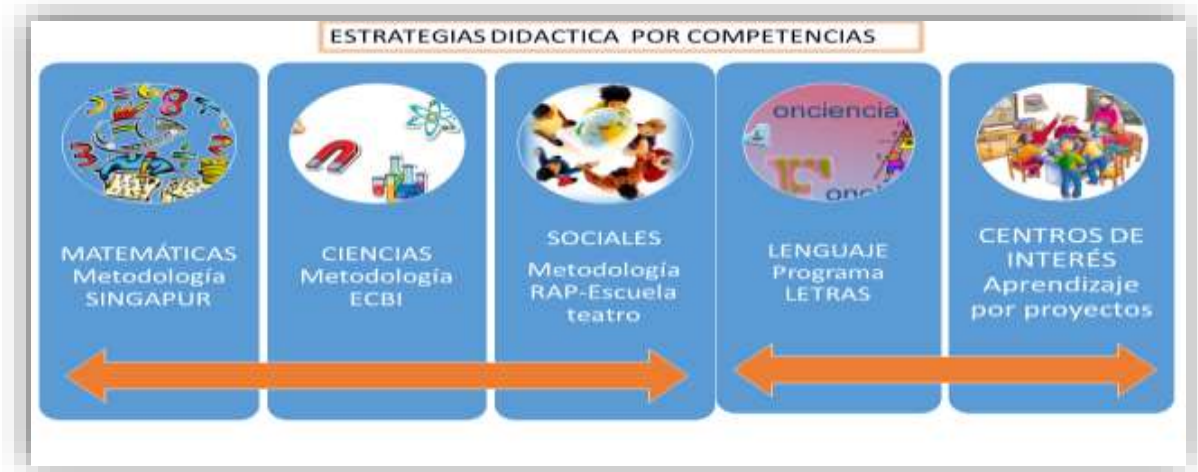 ESTRATEGIAS DIDACTICA POR COMPETENCIAS
MATEMÁTICAS
Metodología
SINGAPUR
CIENCIAS
Metodología
ECBI
SOCIALES
Metodología
RAP-Escuela
teatro
onciencia
LENGUAJE
Programa
LETRAS
CENTROS DE
INTERÉS
Aprendizaje
por proyectos